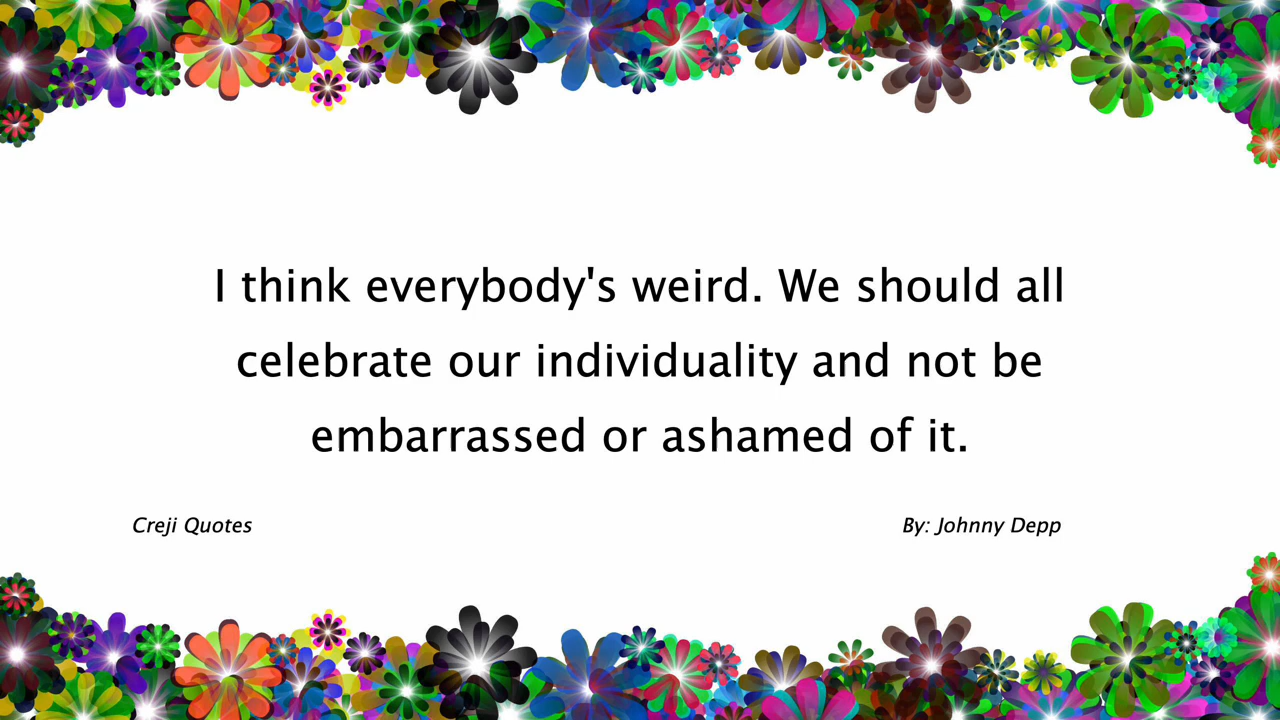 I think everybody's weird. We should all
celebrate our individuality and not be
embarrassed or ashamed of it.
Creji Quotes
By: Johnny Depp